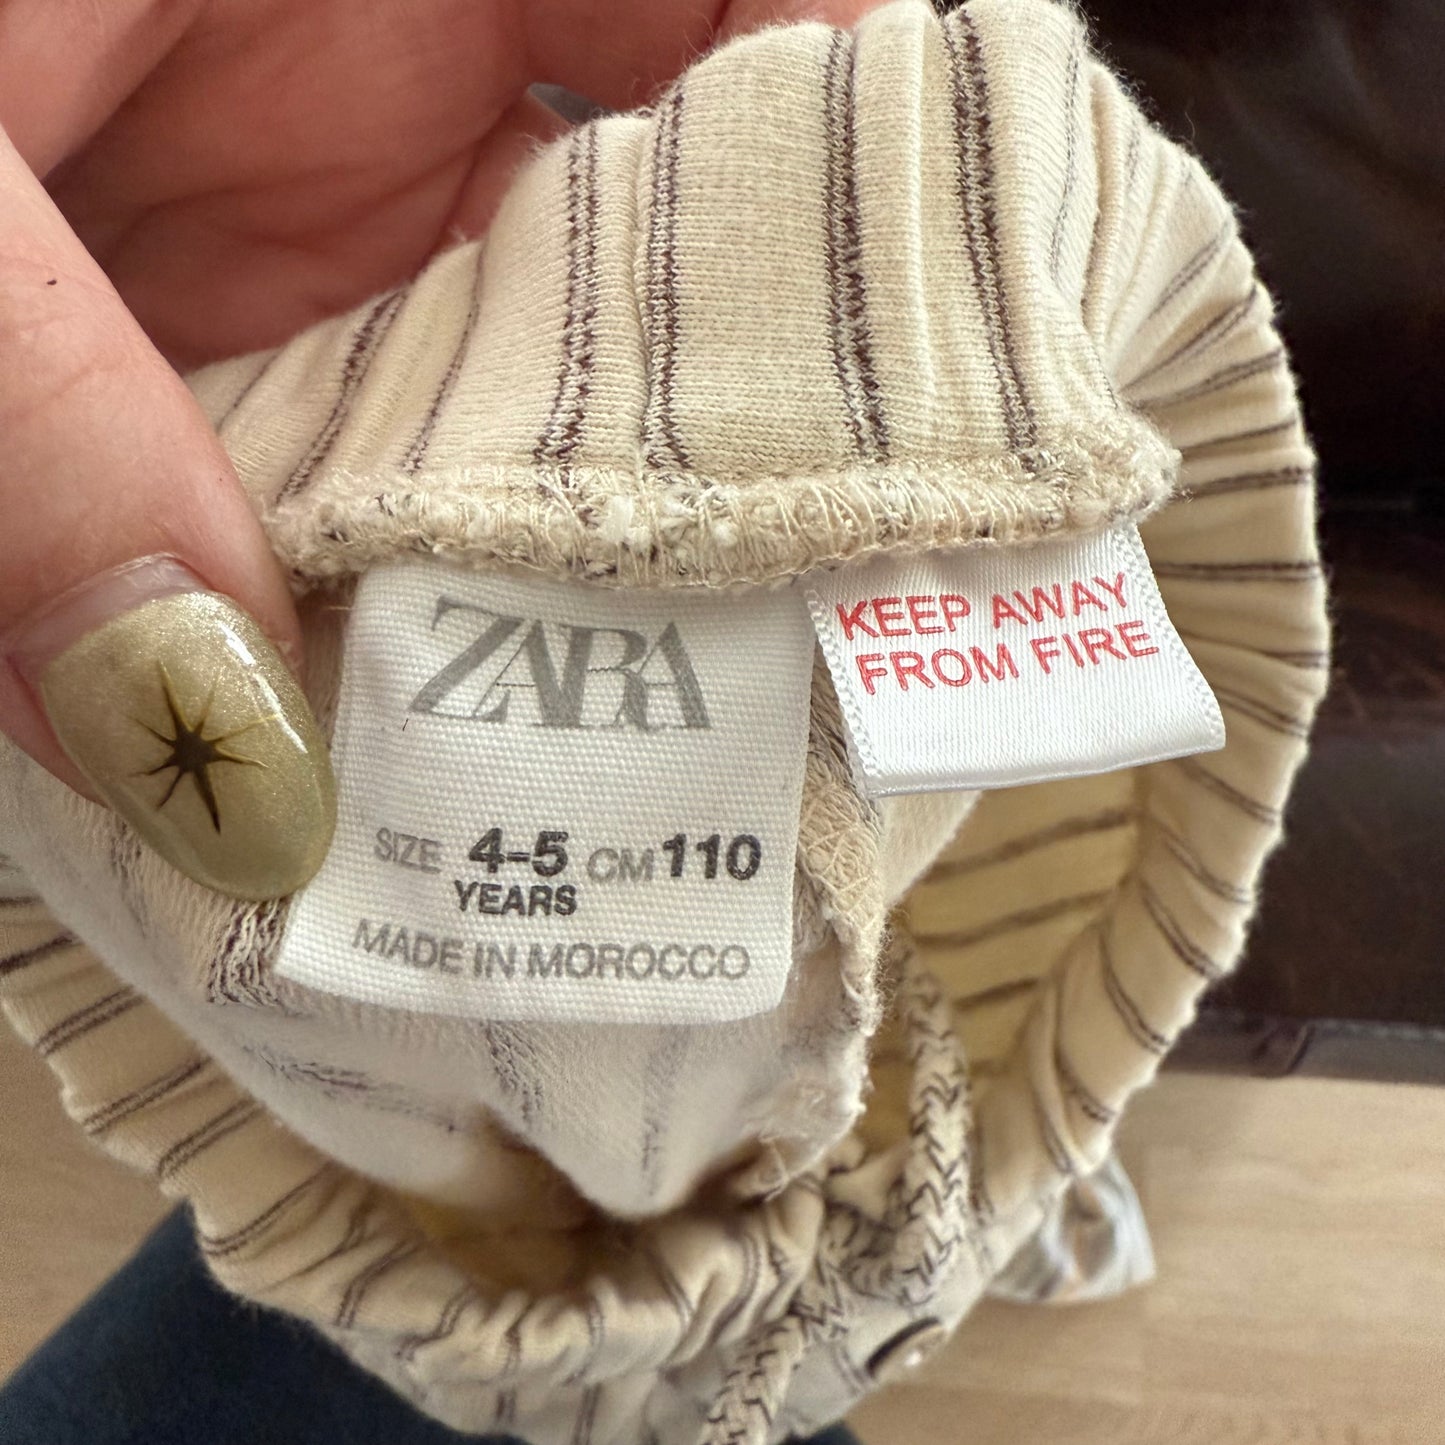 ZARA
SIZE 4-5 CM 110
YEARS
MADE IN MOROCCO
KEEP AWAY
FROM FIRE